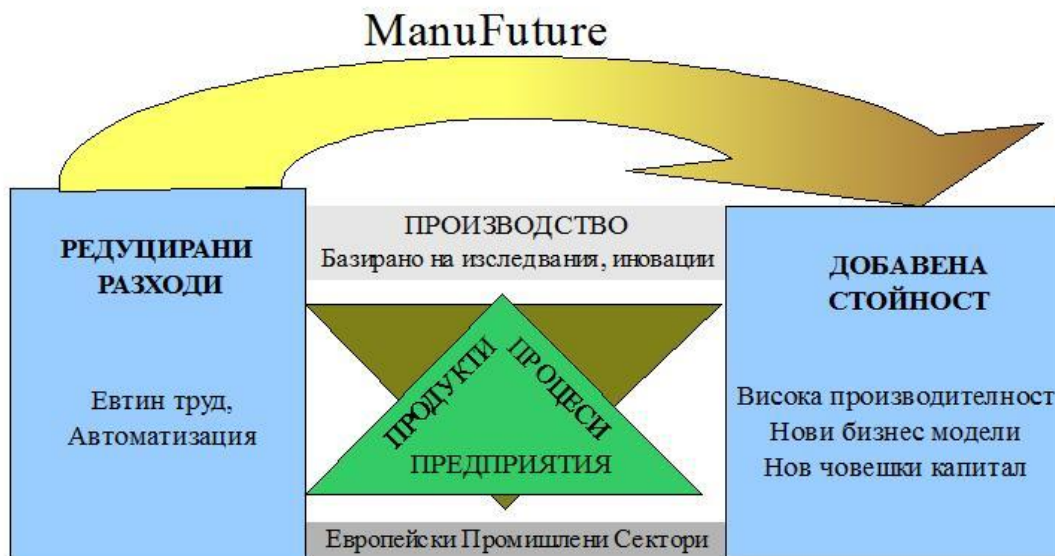 ManuFuture
РЕДУЦИРАНИ
РАЗХОДИ
Евтин труд,
Автоматизация
ПРОИЗВОДСТВО
Базирано на изследвания, иновации
ПРОДУКТИ
ПРОЦЕСИ
ПРЕДПРИЯТИЯ
Европейски Промишлени Сектори
ДОБАВЕНА
СТОЙНОСТ
Висока производителност
Нови бизнес модели
Нов човешки капитал